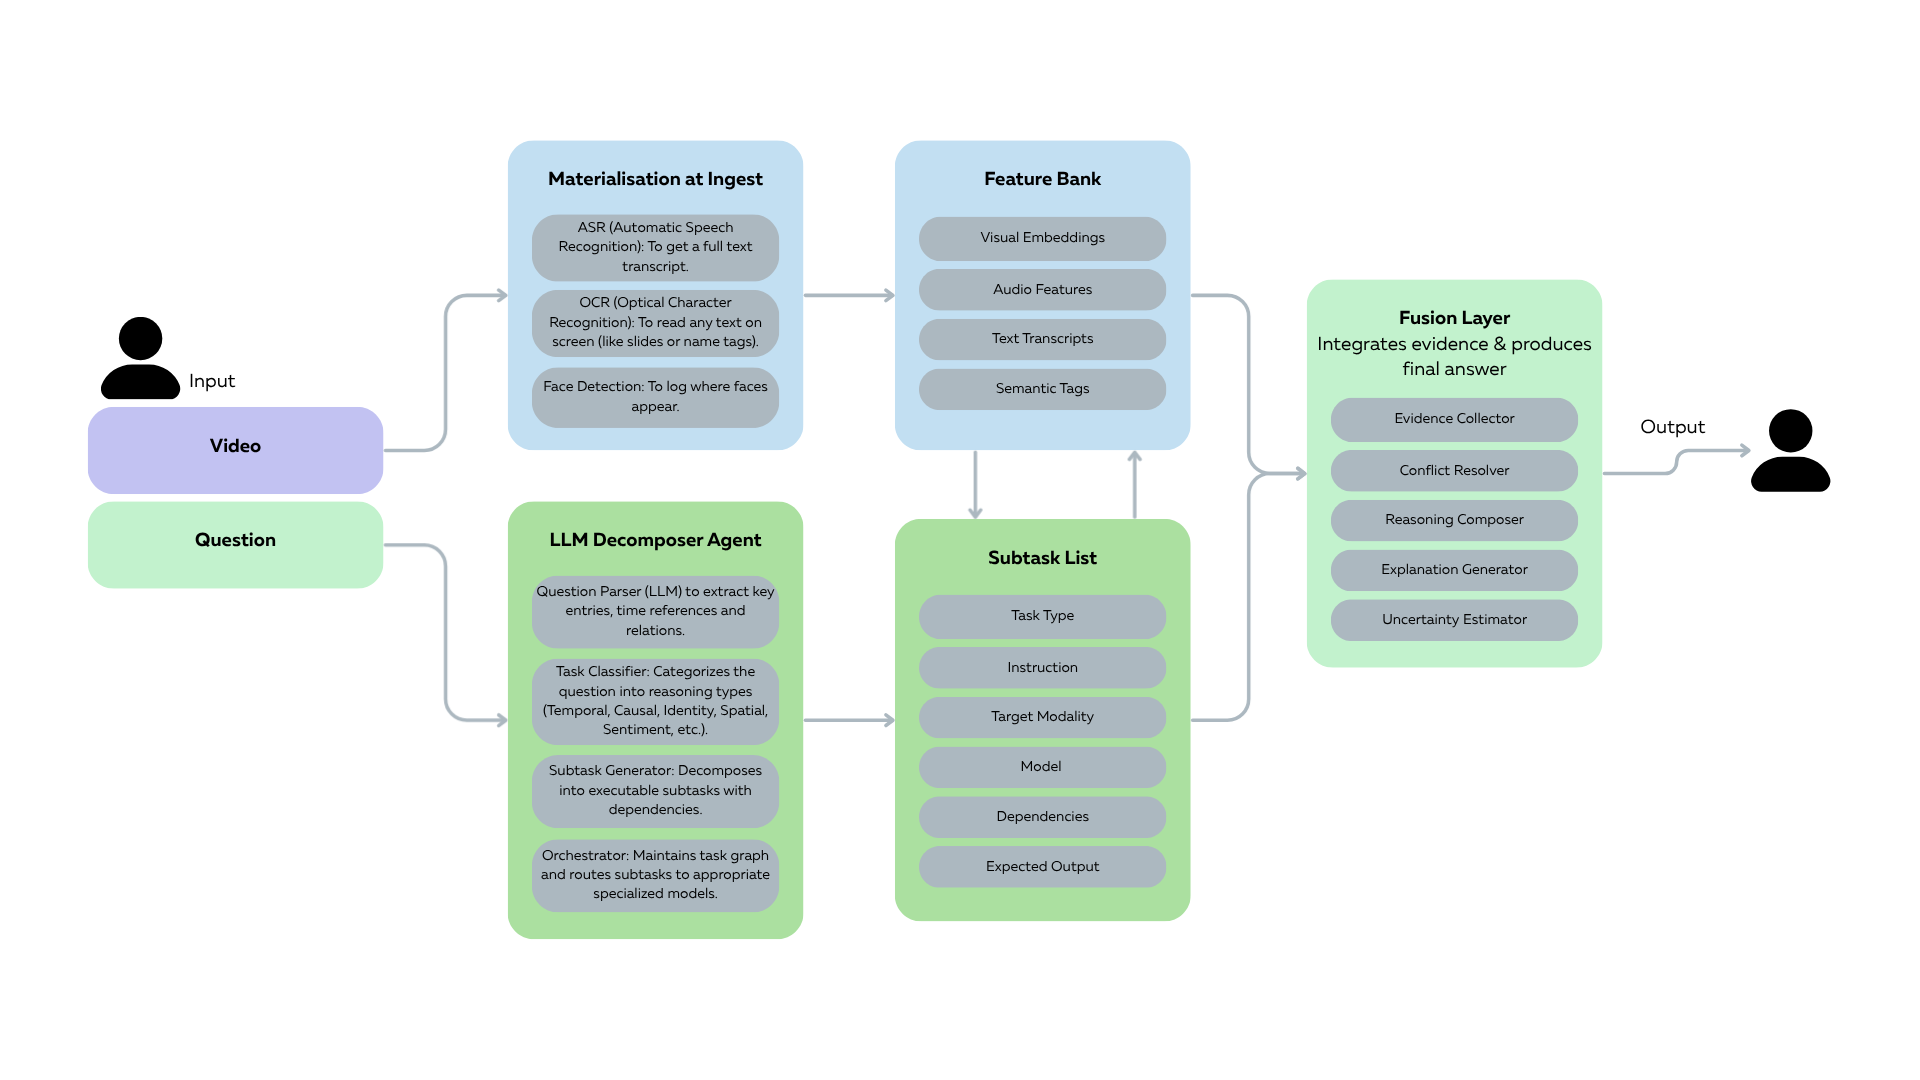 Input
Video
Question
Materialisation at Ingest
ASR (Automatic Speech
Recognition): To get a full text
transcript.
OCR (Optical Character
Recognition): To read any text on
screen (like slides or name tags).
Face Detection: To log where faces
appear.
LLM Decomposer Agent
Question Parser (LLM) to extract key
entries, time references and
relations.
Task Classifier: Categorizes the
question into reasoning types
(Temporal, Causal, Identity, Spatial,
Sentiment, etc.).
Subtask Generator: Decomposes
into executable subtasks with
dependencies.
Orchestrator: Maintains task graph
and routes subtasks to appropriate
specialized models.
Feature Bank
Visual Embeddings
Audio Features
Text Transcripts
Semantic Tags
Subtask List
Task Type
Instruction
Target Modality
Model
Dependencies
Expected Output
Fusion Layer
Integrates evidence & produces
final answer
Evidence Collector
Conflict Resolver
Reasoning Composer
Explanation Generator
Uncertainty Estimator
Output